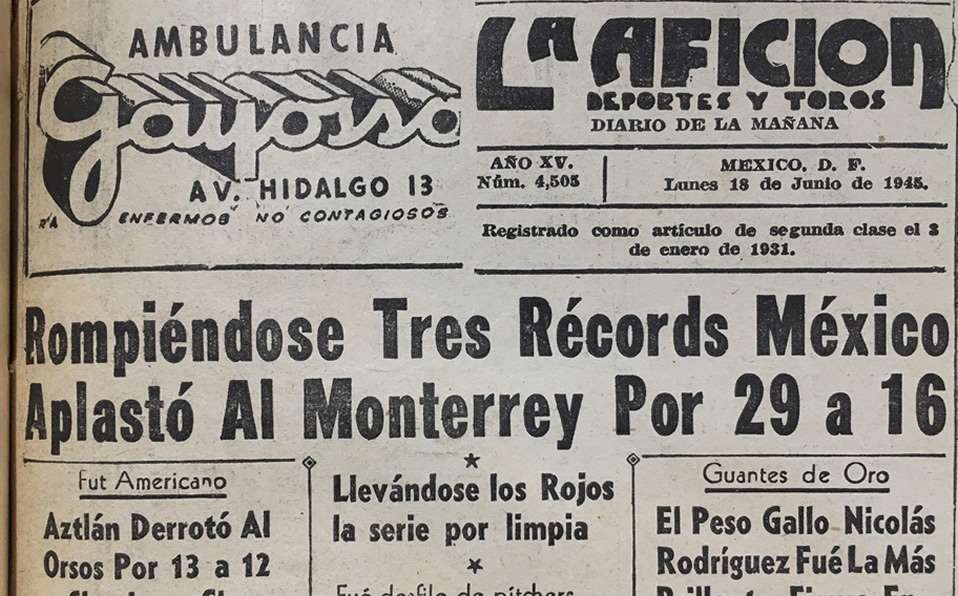 AMBULANCIA
Gayosso
AV. HIDALGO 13
ENFERMOS NO CONTAGIOSOS
LA AFICION
DEPORTES Y TOROS
DIARIO DE LA MAÑANA
AÑO XV.
Núm. 4,505
MEXICO, D. F.
Lunes 18 de Junio de 1945.
Registrado como artículo de segunda clase el 3
de enero de 1931.
Rompiéndose Tres Récords México
Aplastó Al Monterrey Por 29 a 16
Fut Americano
Aztlán Derrotó Al
Orsos Por 13 a 12
Llevándose los Rojos
la serie por limpia
Fué desfile de pitchers
Guantes de Oro
El Peso Gallo Nicolás
Rodríguez Fué La Más